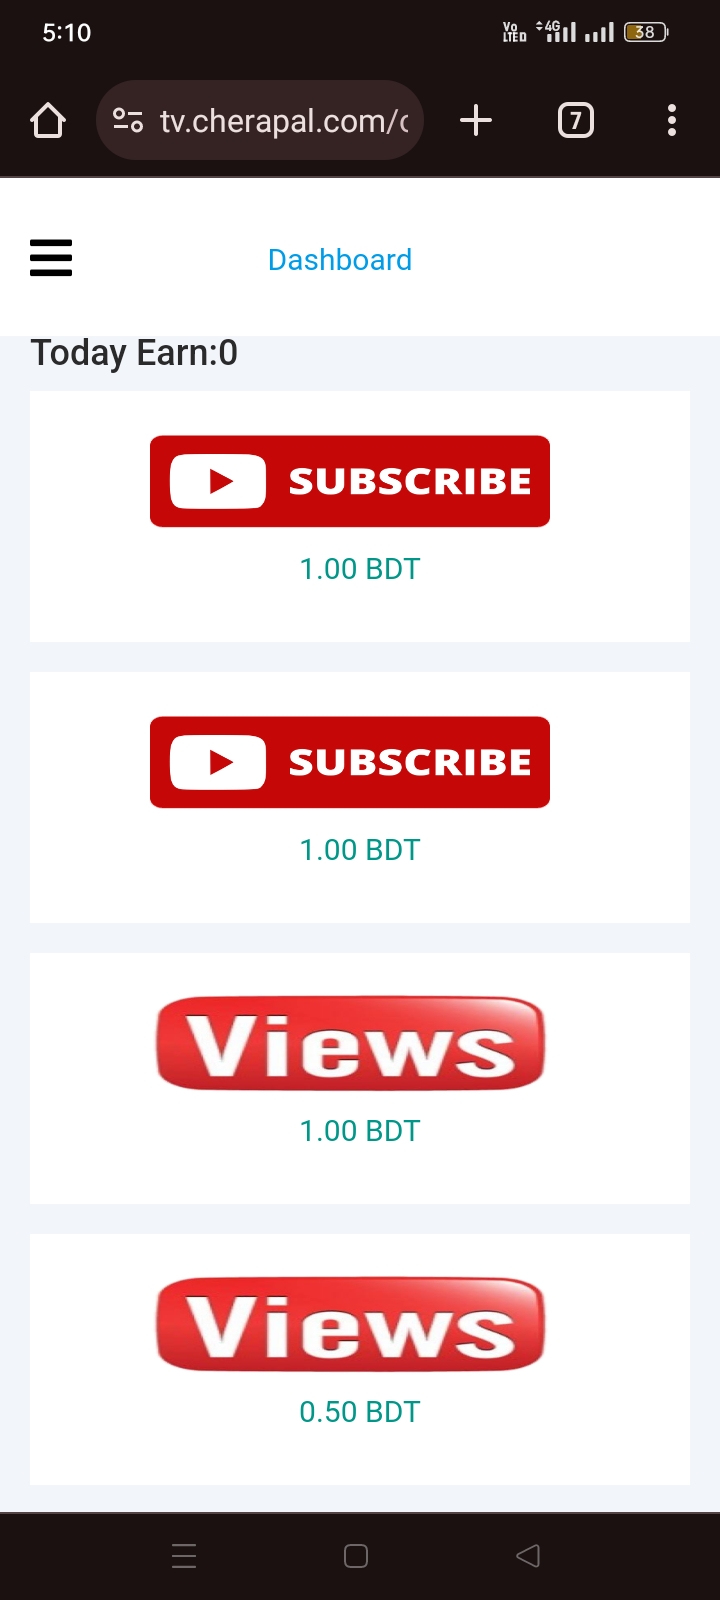 5:10
Vo LTE D 4G 38
tv.cherapal.com/c
7
Dashboard
Today Earn:0
SUBSCRIBE
1.00 BDT
SUBSCRIBE
1.00 BDT
Views
1.00 BDT
Views
0.50 BDT